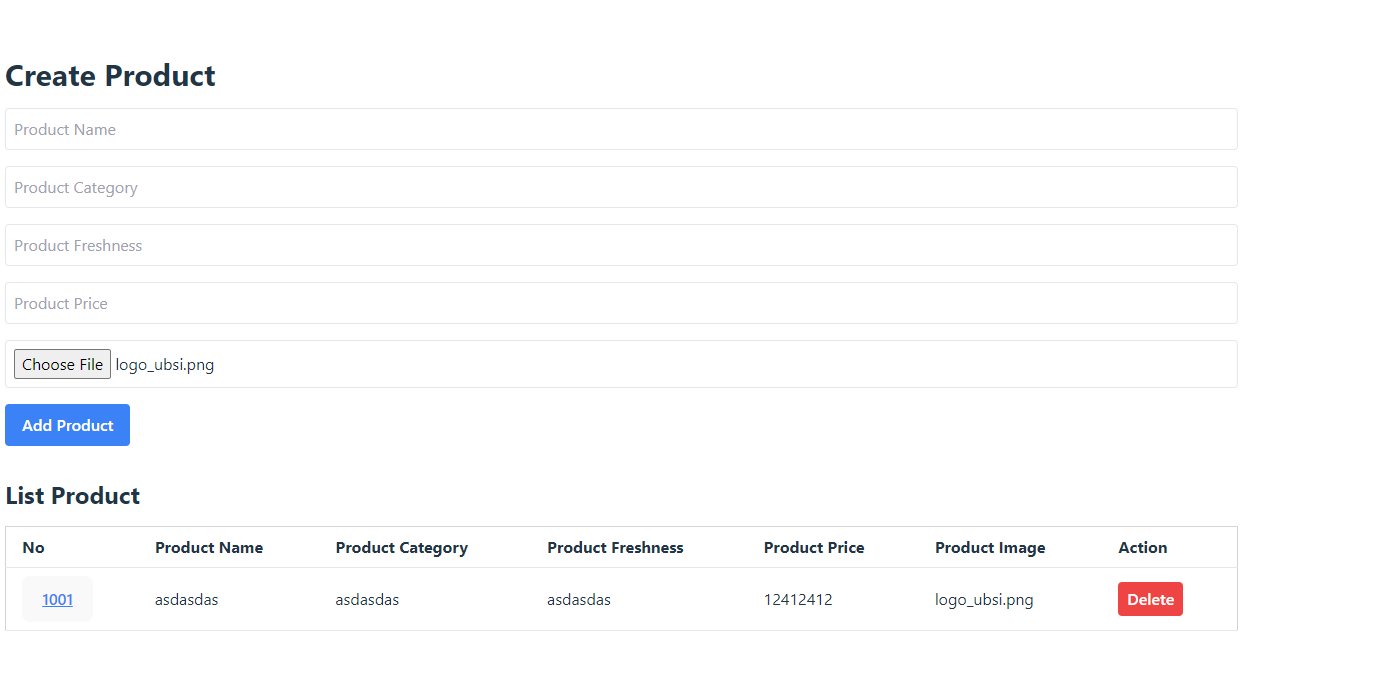 Create Product
Product Name
Product Category
Product Freshness
Product Price
Choose File logo_ubsi.png
Add Product
List Product
No Product Name Product Category Product Freshness Product Price Product Image Action
1001 asdasdas asdasdas asdasdas 12412412 logo_ubsi.png Delete